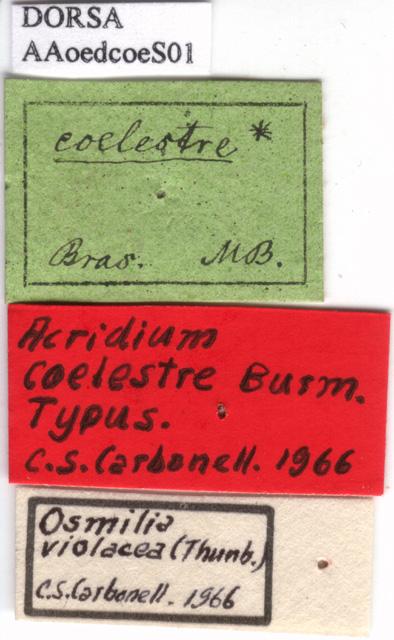 DORSA
AAoedcoeS01
coelestre *
Bras. MB.
Acridium
coelestre Burm.
Typus.
C.S. Carbonell. 1966
Osmilia
violacea (Thunb.)
C.S. Carbonell. 1966